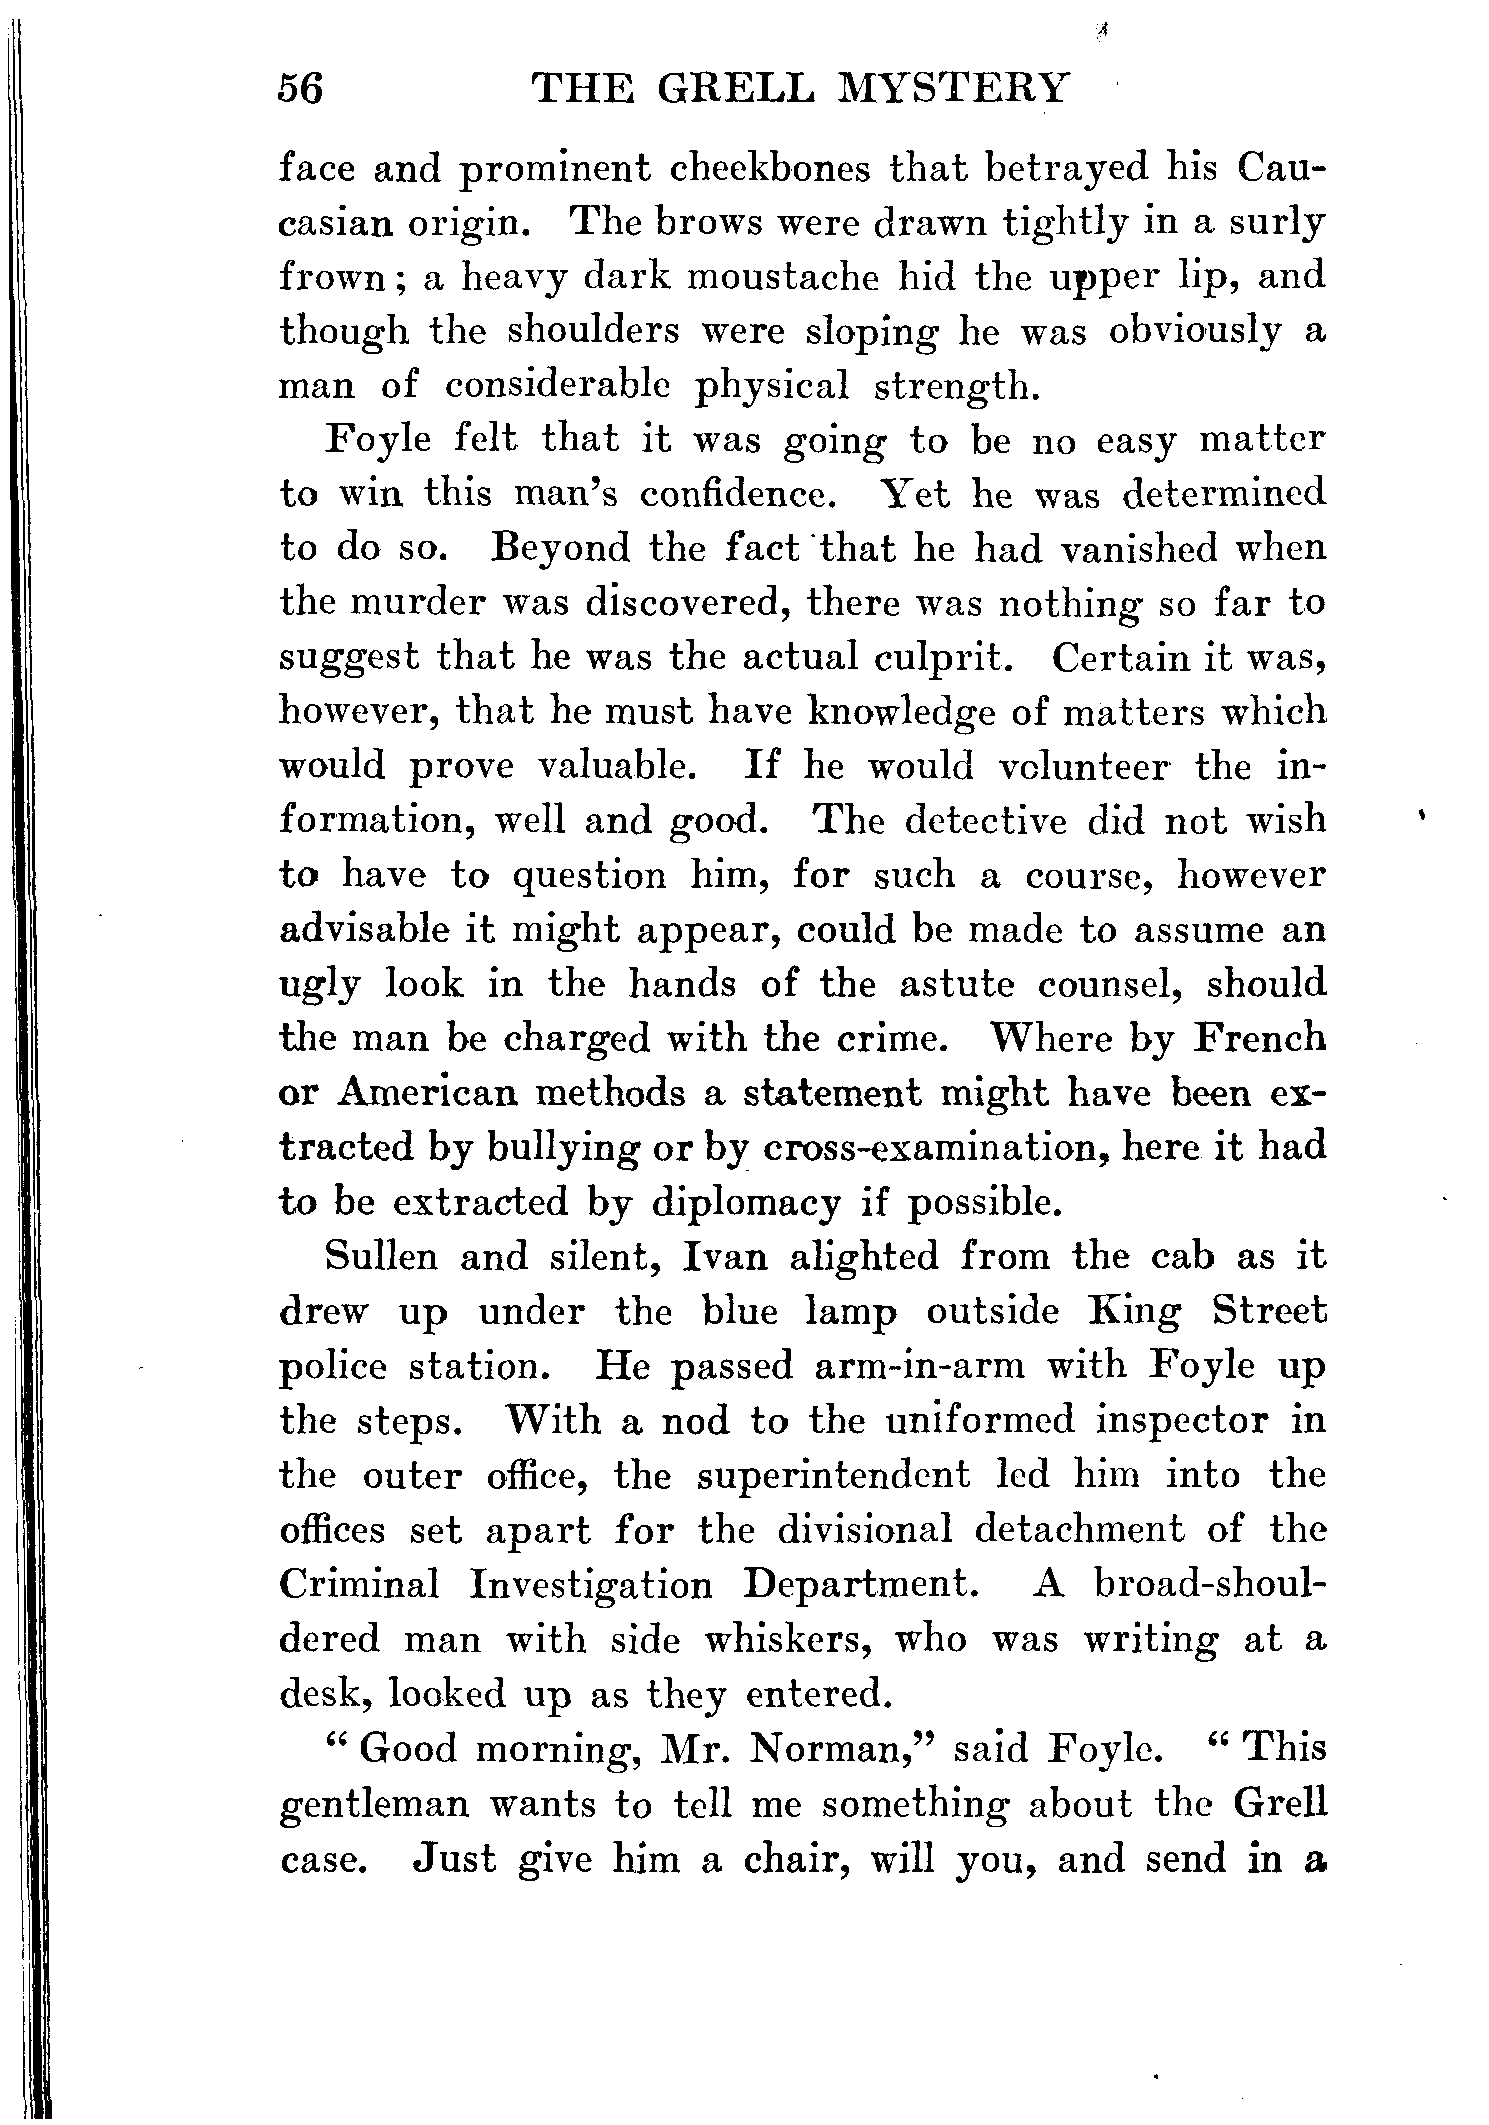 56 THE GRELL MYSTERY
face and prominent cheekbones that betrayed his Cau-
casian origin. The brows were drawn tightly in a surly
frown; a heavy dark moustache hid the upper lip, and
though the shoulders were sloping he was obviously a
man of considerable physical strength.
Foyle felt that it was going to be no easy matter
to win this man's confidence. Yet he was determined
to do so. Beyond the fact that he had vanished when
the murder was discovered, there was nothing so far to
suggest that he was the actual culprit. Certain it was,
however, that he must have knowledge of matters which
would prove valuable. If he would volunteer the in-
formation, well and good. The detective did not wish
to have to question him, for such a course, however
advisable it might appear, could be made to assume an
ugly look in the hands of the astute counsel, should
the man be charged with the crime. Where by French
or American methods a statement might have been ex-
tracted by bullying or by cross-examination, here it had
to be extracted by diplomacy if possible.
Sullen and silent, Ivan alighted from the cab as it
drew up under the blue lamp outside King Street
police station. He passed arm-in-arm with Foyle up
the steps. With a nod to the uniformed inspector in
the outer office, the superintendent led him into the
offices set apart for the divisional detachment of the
Criminal Investigation Department. A broad-shoul-
dered man with side whiskers, who was writing at a
desk, looked up as they entered.
“Good morning, Mr. Norman,” said Foyle. “This
gentleman wants to tell me something about the Grell
case. Just give him a chair, will you, and send in a